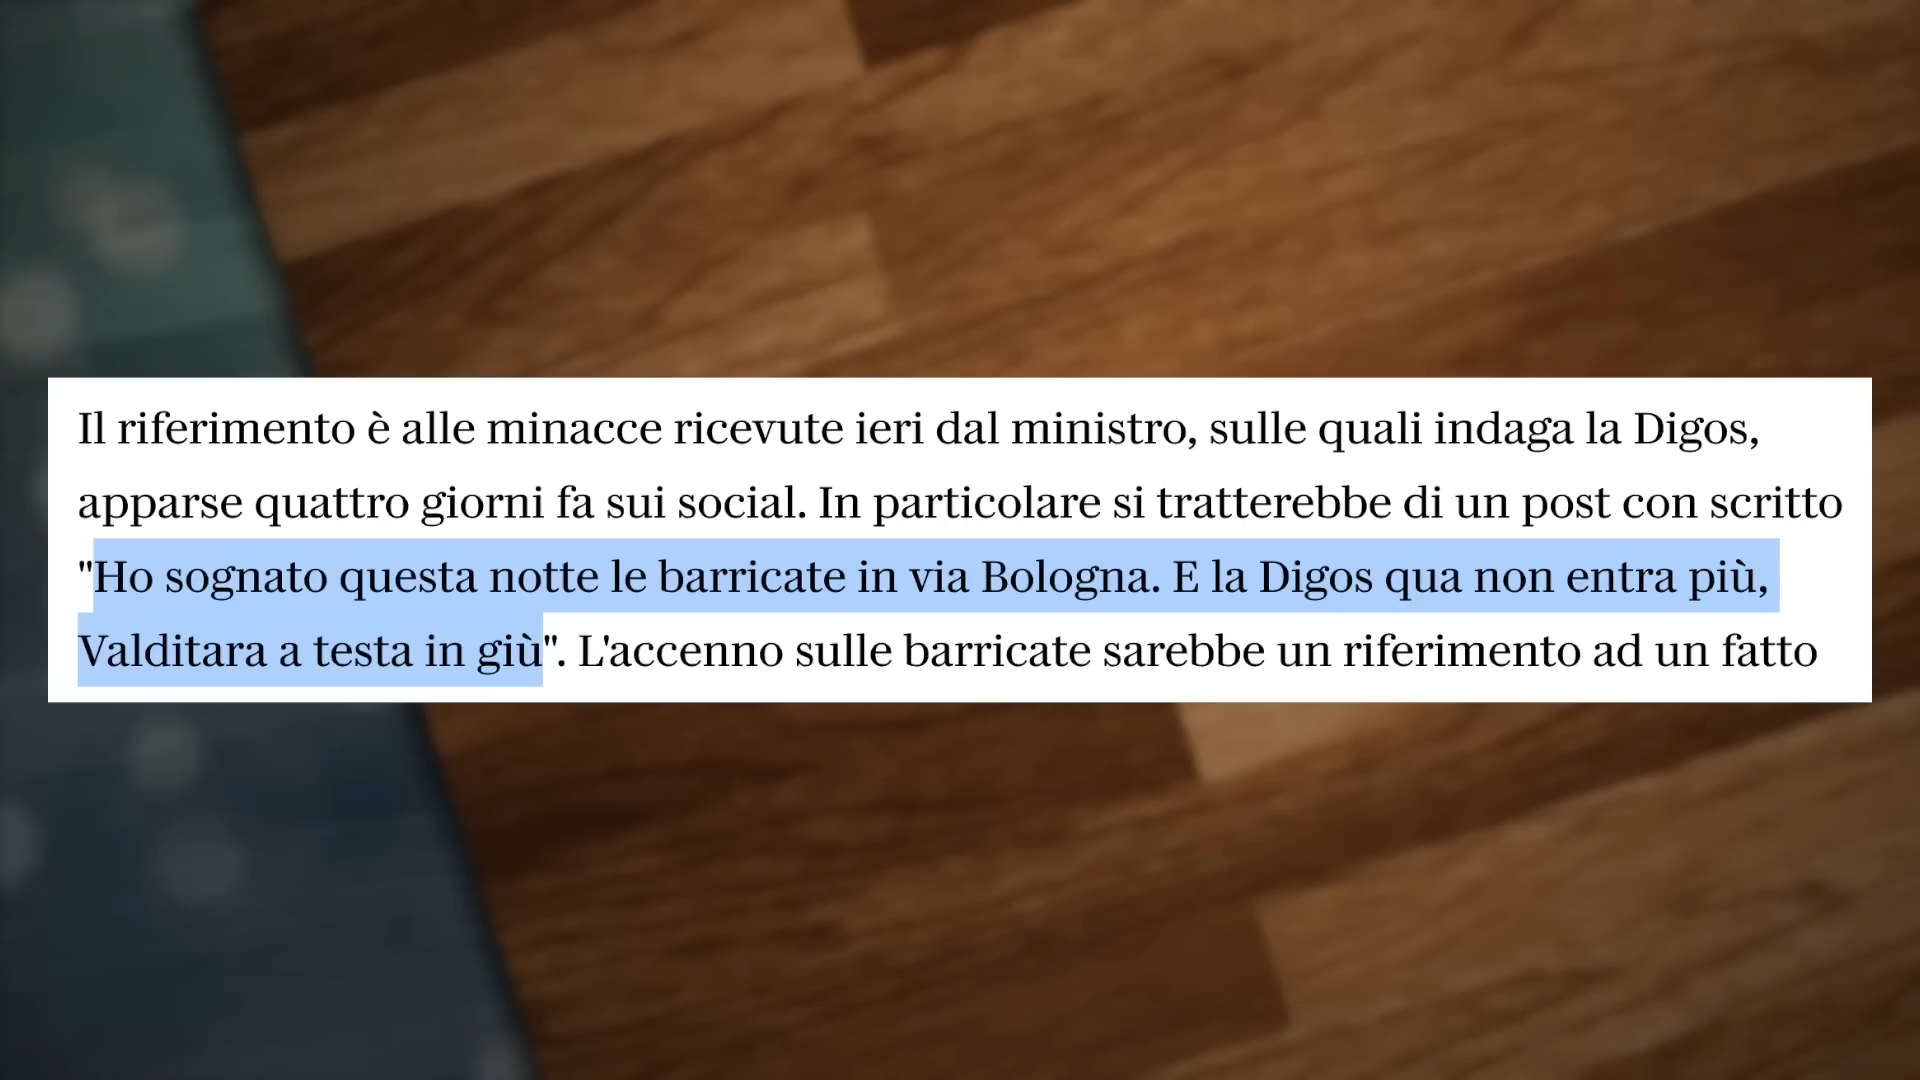 Il riferimento è alle minacce ricevute ieri dal ministro, sulle quali indaga la Digos,
apparse quattro giorni fa sui social. In particolare si tratterebbe di un post con scritto
"Ho sognato questa notte le barricate in via Bologna. E la Digos qua non entra più,
Valditara a testa in giù". L'accenno sulle barricate sarebbe un riferimento ad un fatto